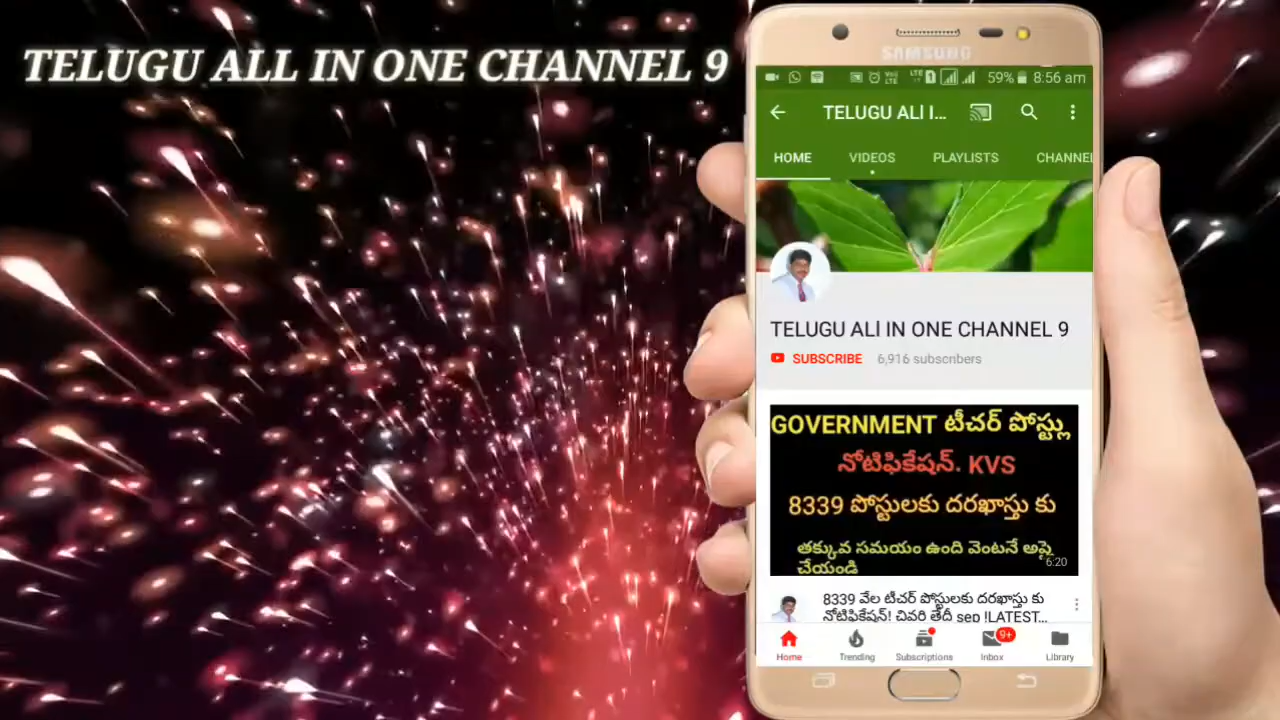 TELUGU ALL IN ONE CHANNEL 9
SAMSUNG
59% 8:56 am
TELUGU ALl I...
HOME VIDEOS PLAYLISTS CHANNEL
TELUGU ALl IN ONE CHANNEL 9
SUBSCRIBE 6,916 subscribers
GOVERNMENT టీచర్ పోస్ట్లు
నోటిఫికేషన్. KVS
8339 పోస్టులకు దరఖాస్తు కు
తక్కువ సమయం ఉంది వెంటనే అప్లై
చేయండి
6:20
8339 వేల టీచర్ పోస్టులకు దరఖాస్తు కు
నోటిఫికేషన్! చివరి తేదీ sep !LATEST...
9+
Home Trending Subscriptions Inbox Library